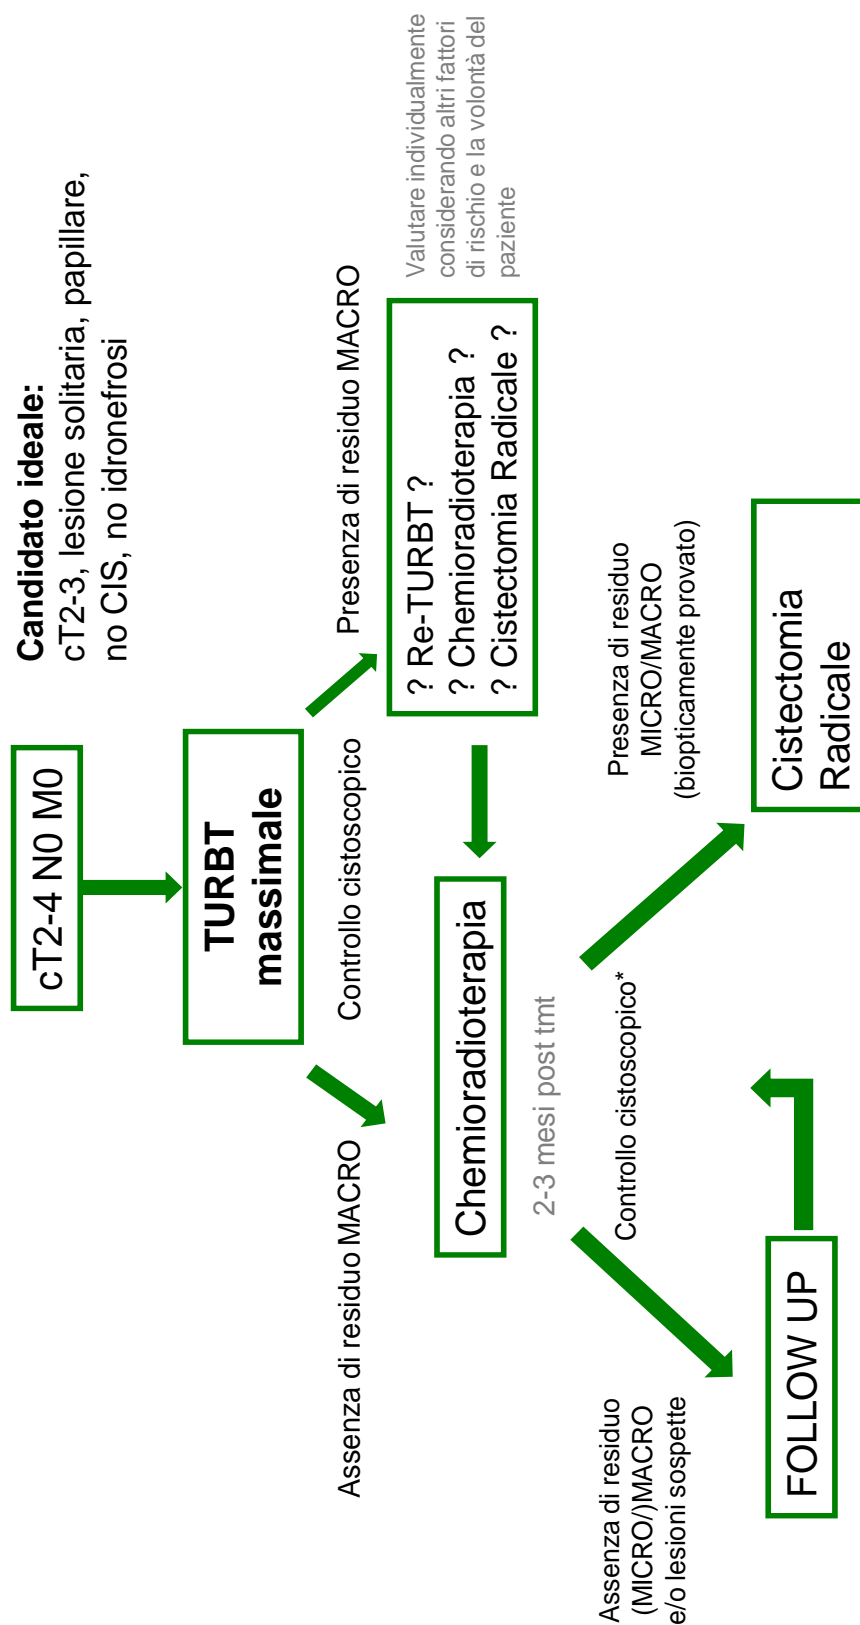 cT2-4 N0 M0
Candidato ideale:
cT2-3, lesione solitaria, papillare,
no CIS, no idronefrosi
TURBT
massimale
Assenza di residuo MACRO
Controllo cistoscopico
Presenza di residuo MACRO
Chemioradioterapia
? Re-TURBT ?
? Chemioradioterapia ?
? Cistectomia Radicale ?
Valutare individualmente
considerando altri fattori
di rischio e la volontà del
paziente
2-3 mesi post tmt
Assenza di residuo
(MICRO/)MACRO
e/o lesioni sospette
Controllo cistoscopico*
Presenza di residuo
MICRO/MACRO
(biopticamente provato)
FOLLOW UP
Cistectomia
Radicale